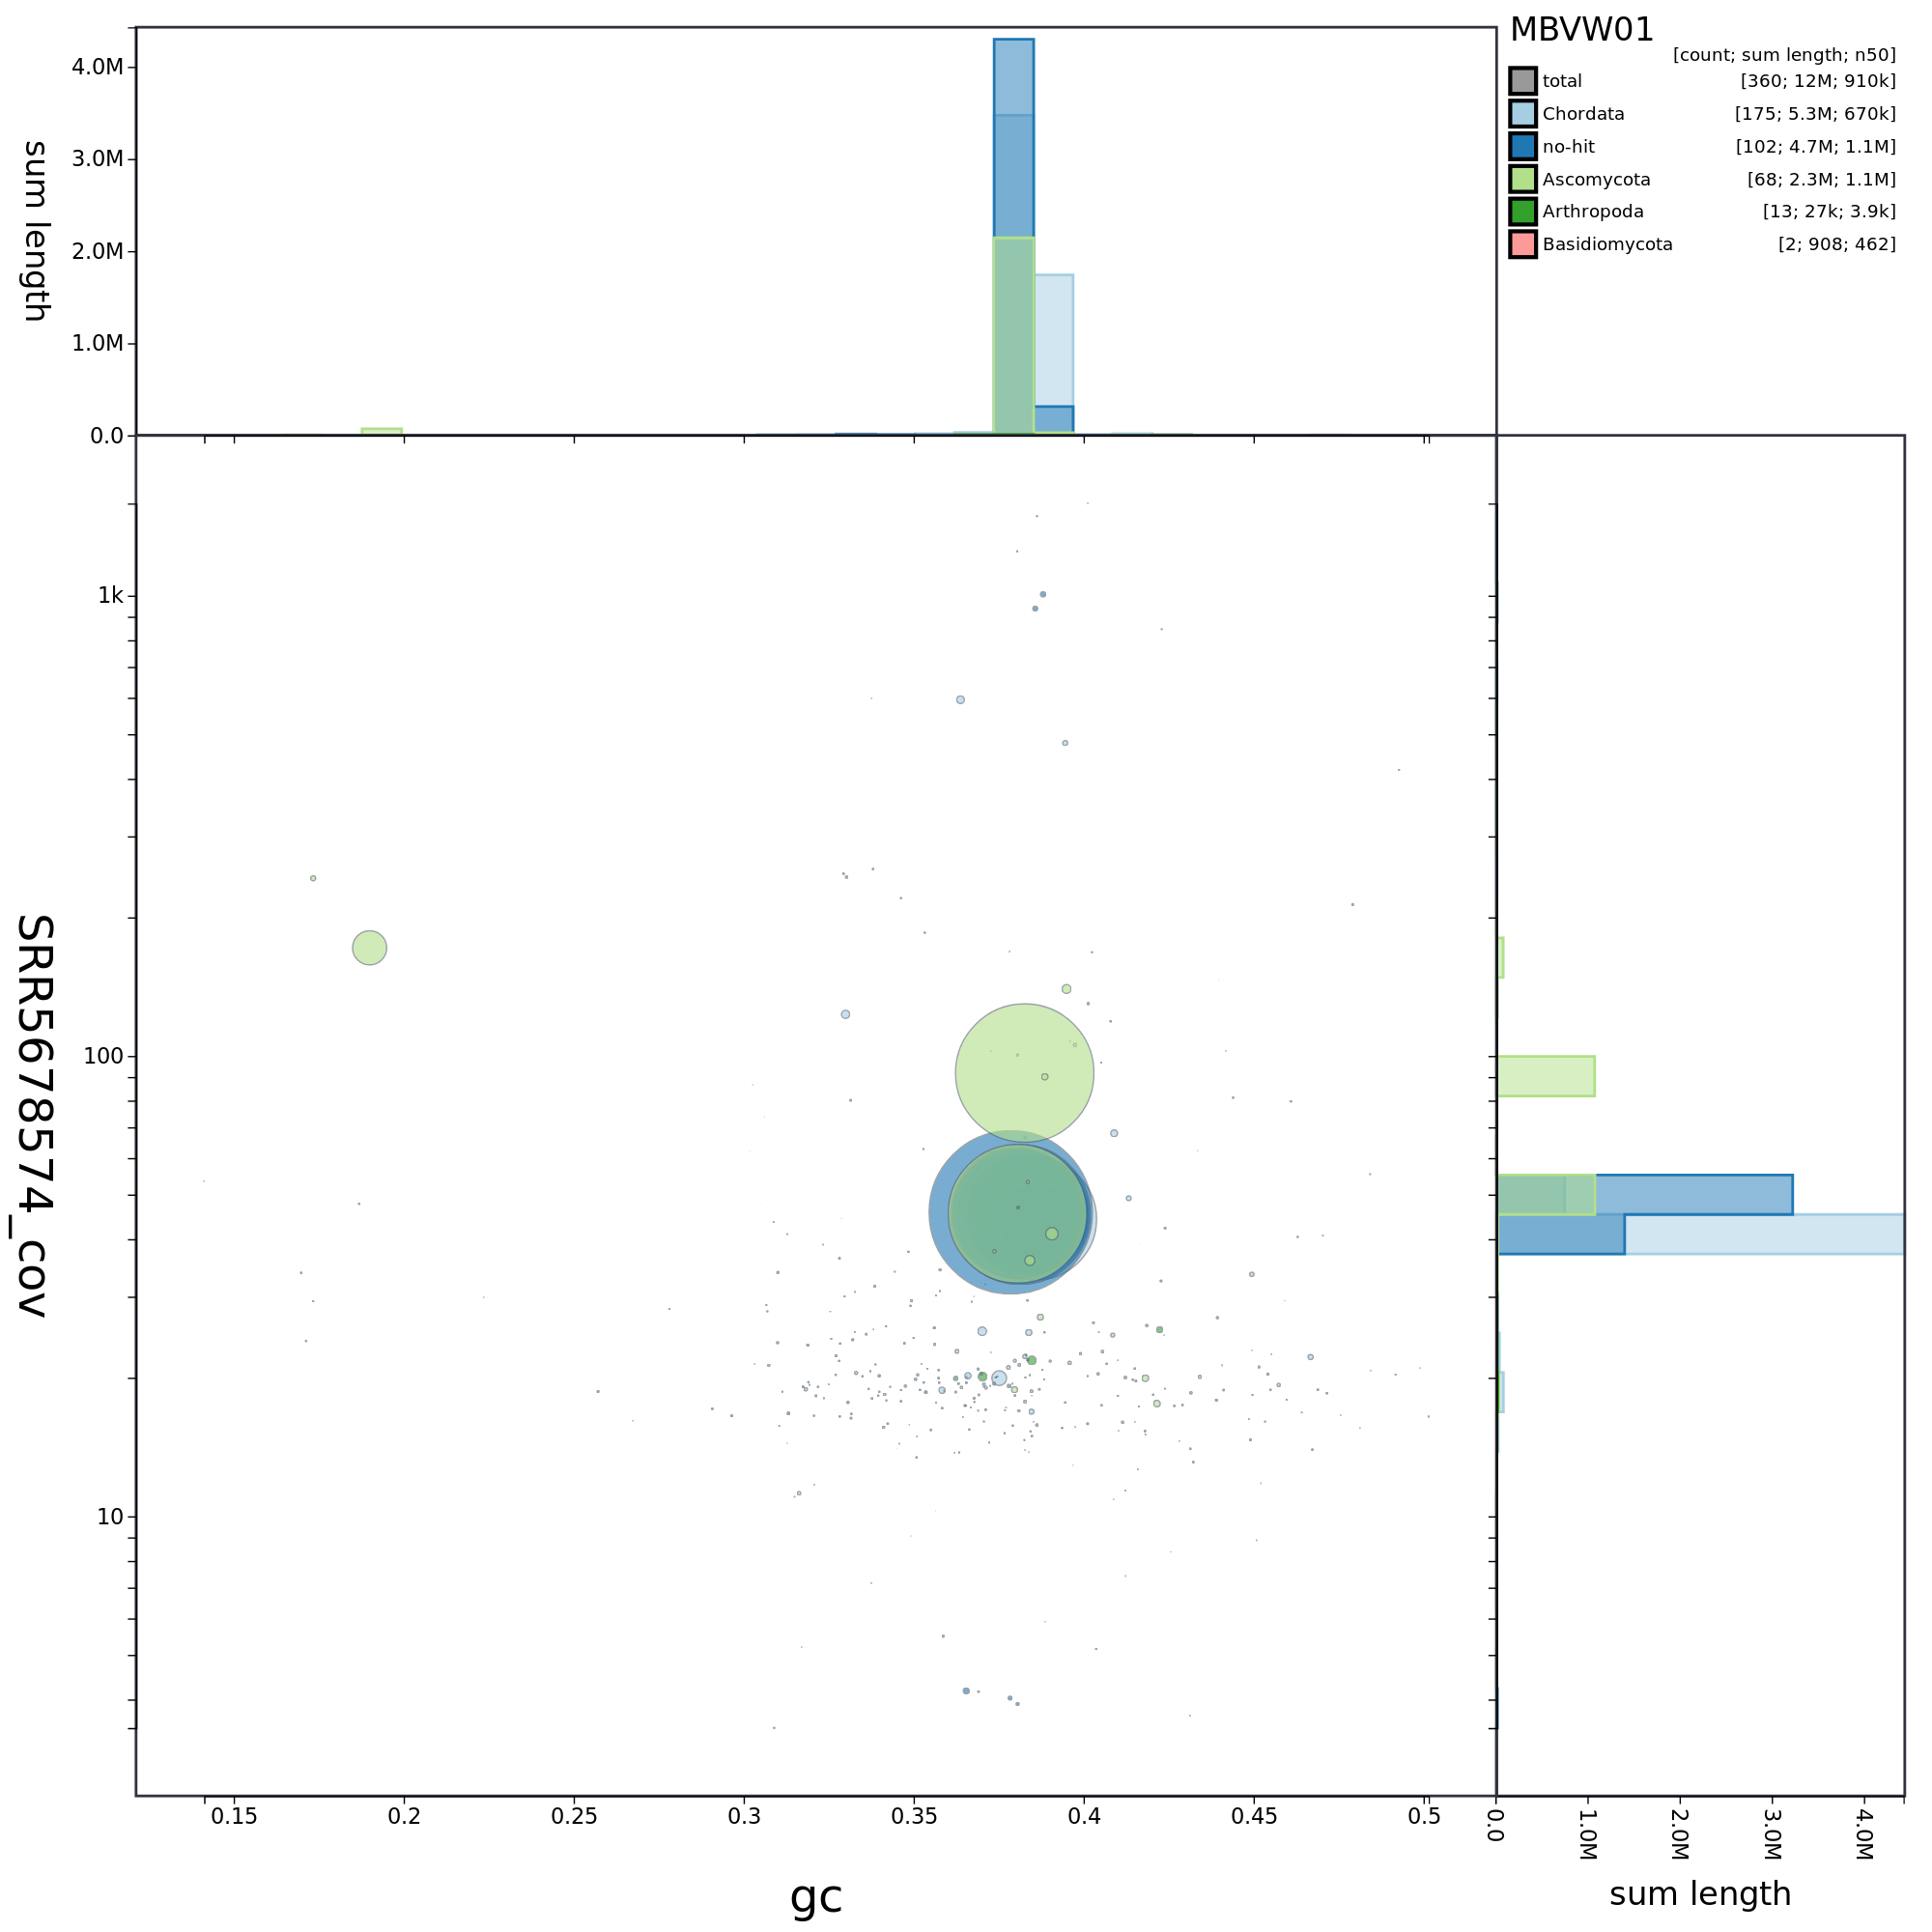 MBVW01
[count; sum length; n50]
total [360; 12M; 910k]
Chordata [175; 5.3M; 670k]
no-hit [102; 4.7M; 1.1M]
Ascomycota [68; 2.3M; 1.1M]
Arthropoda [13; 27k; 3.9k]
Basidiomycota [2; 908; 462]
sum length
4.0M
3.0M
2.0M
1.0M
0.0
SRR5678574_cov
1k
100
10
0.15 0.2 0.25 0.3 0.35 0.4 0.45 0.5
gc
0.0 1.0M 2.0M 3.0M 4.0M
sum length